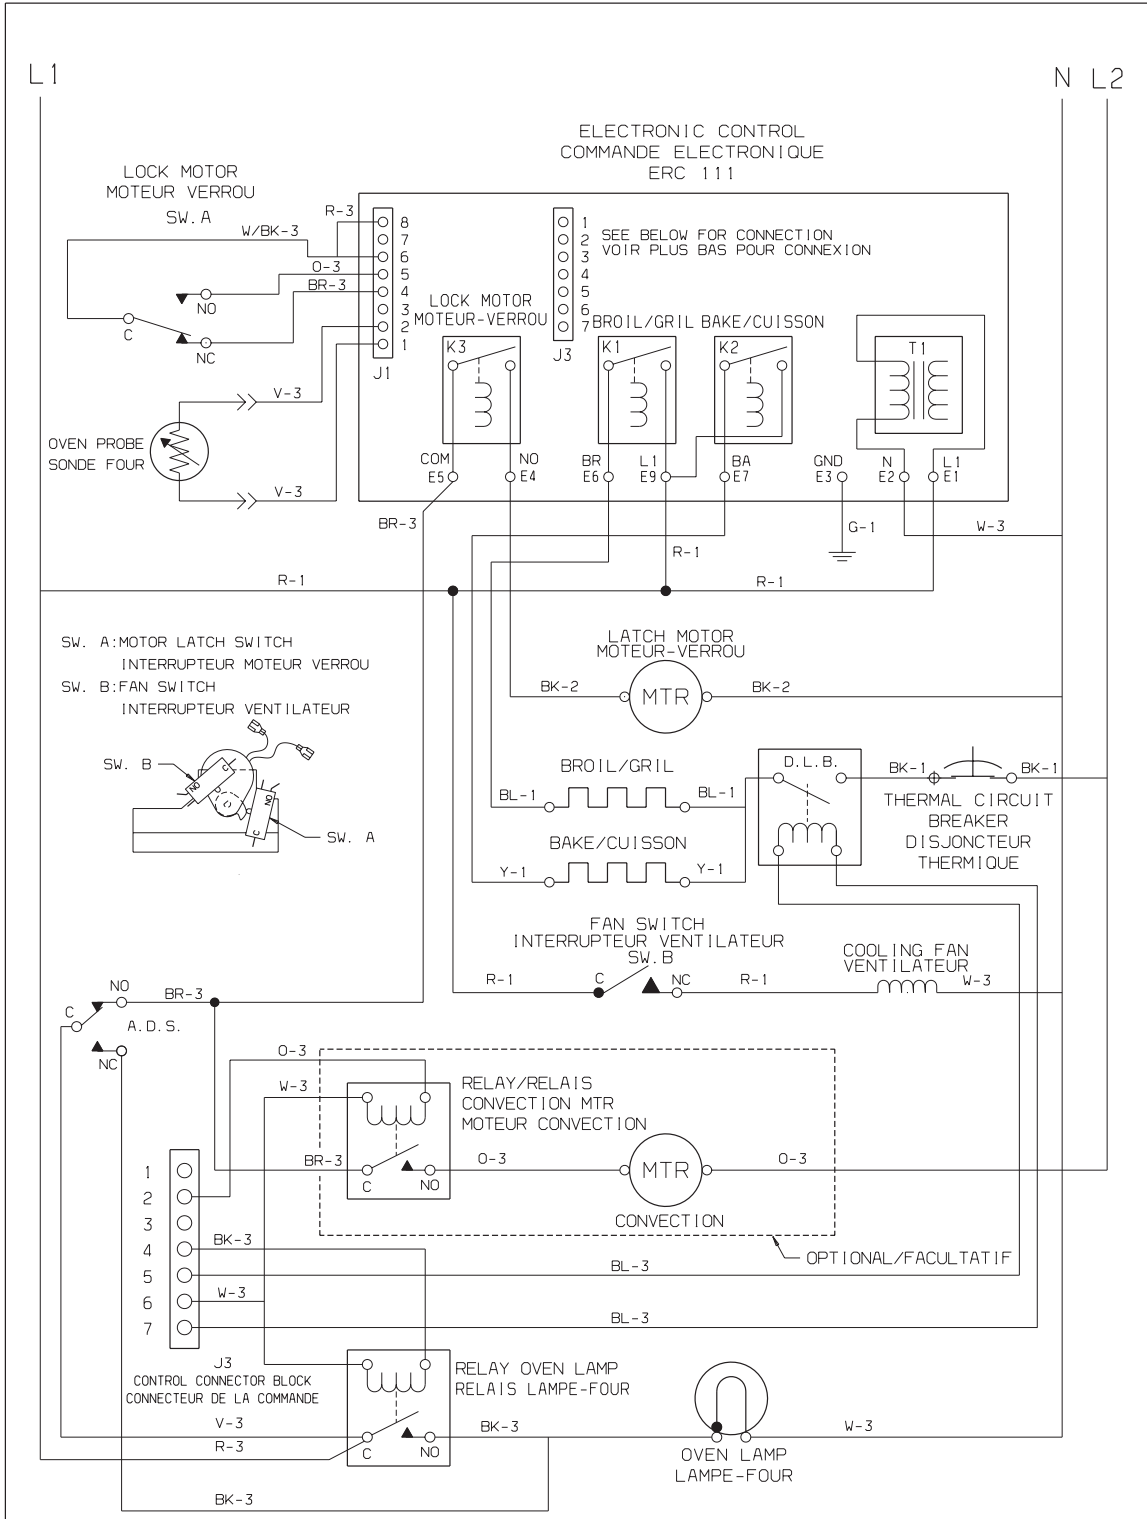 L1
N L2
ELECTRONIC CONTROL
COMMANDE ELECTRONIQUE
ERC 111
LOCK MOTOR
MOTEUR VERROU
SW.A
R-3
W/BK-3
O-3
BR-3
NO
C
NC
8
7
6
5
4
3
2
1
J1
1
2
3
4
5
6
7
J3
SEE BELOW FOR CONNECTION
VOIR PLUS BAS POUR CONNEXION
LOCK MOTOR
MOTEUR-VERROU
BROIL/GRIL BAKE/CUISSON
K3
K1
K2
T1
V-3
OVEN PROBE
SONDE FOUR
V-3
COM
E5
NO
E4
BR
E6
L1
E9
BA
E7
GND
E3
N
E2
L1
E1
BR-3
G-1
W-3
R-1
R-1
R-1
SW. A:MOTOR LATCH SWITCH
INTERRUPTEUR MOTEUR VERROU
SW. B:FAN SWITCH
INTERRUPTEUR VENTILATEUR
LATCH MOTOR
MOTEUR-VERROU
BK-2
MTR
BK-2
SW. B
C
NO
NO
C
SW. A
BROIL/GRIL
BL-1
BL-1
D.L.B.
BK-1
BK-1
THERMAL CIRCUIT
BREAKER
DISJONCTEUR
THERMIQUE
BAKE/CUISSON
Y-1
Y-1
FAN SWITCH
INTERRUPTEUR VENTILATEUR
SW.B
R-1
C
NC
R-1
COOLING FAN
VENTILATEUR
W-3
NO
BR-3
C
A.D.S.
NC
O-3
W-3
RELAY/RELAIS
CONVECTION MTR
MOTEUR CONVECTION
BR-3
C
NO
O-3
MTR
O-3
CONVECTION
OPTIONAL/FACULTATIF
1
2
3
4
5
6
7
BK-3
BL-3
W-3
BL-3
J3
CONTROL CONNECTOR BLOCK
CONNECTEUR DE LA COMMANDE
RELAY OVEN LAMP
RELAIS LAMPE-FOUR
V-3
R-3
C
NO
BK-3
W-3
OVEN LAMP
LAMPE-FOUR
BK-3